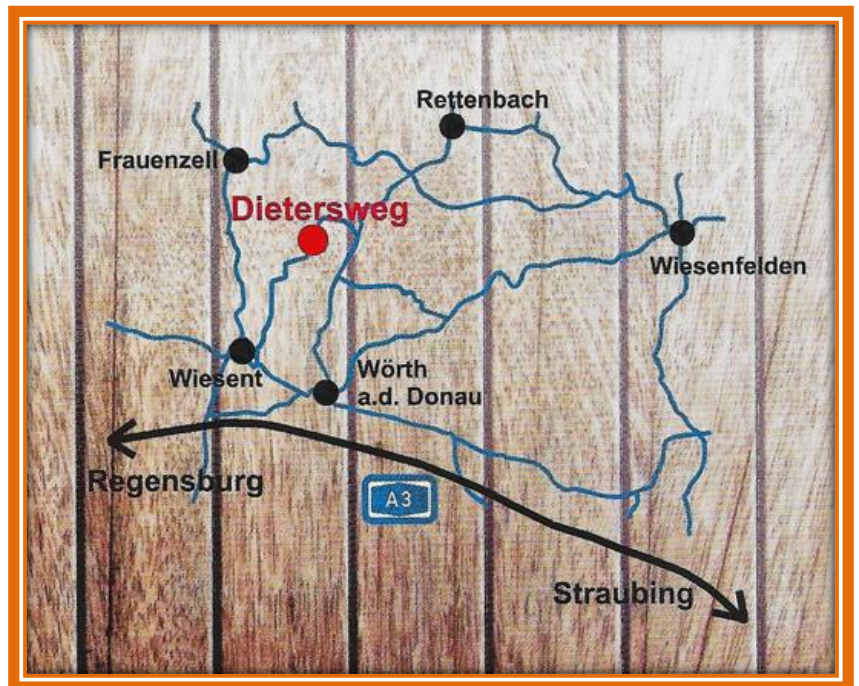 Rettenbach
Frauenzell
Dietersweg
Wiesenfelden
Wiesent
Wörth
a.d. Donau
Regensburg
A3
Straubing